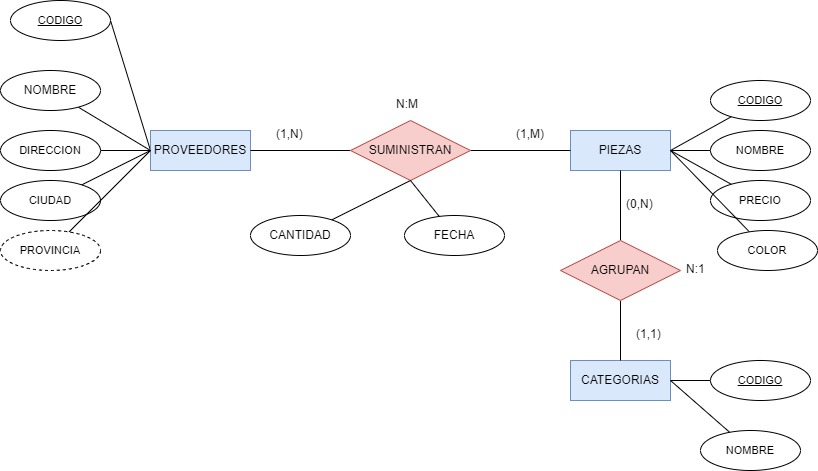 CODIGO
NOMBRE
DIRECCION
CIUDAD
PROVINCIA
PROVEEDORES
(1,N)
N:M
SUMINISTRAN
CANTIDAD
FECHA
(1,M)
PIEZAS
CODIGO
NOMBRE
PRECIO
COLOR
(0,N)
AGRUPAN
N:1
(1,1)
CATEGORIAS
CODIGO
NOMBRE